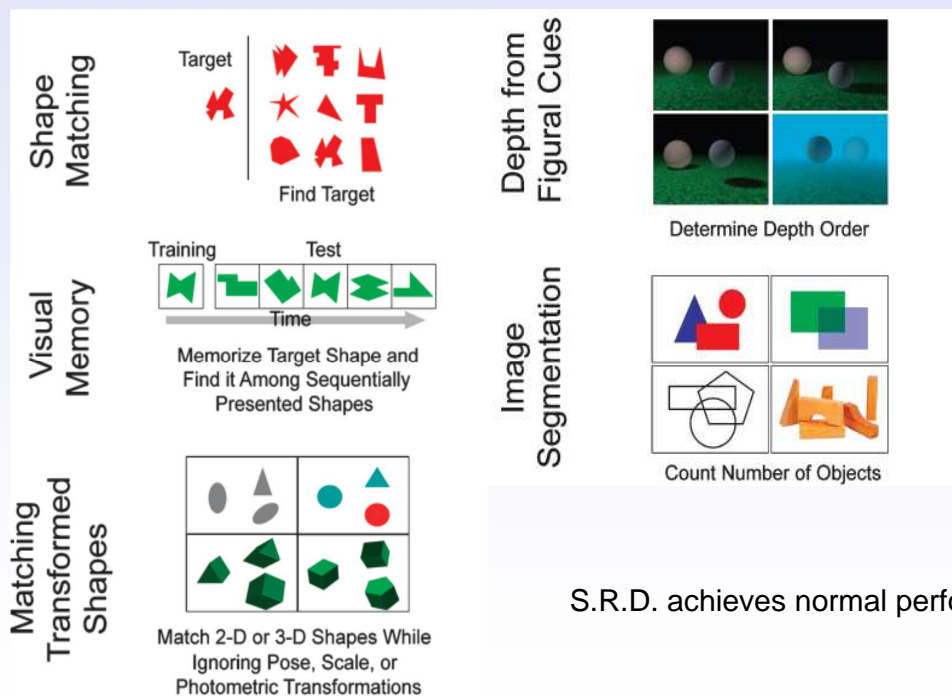 Shape
Matching
Target
Find Target
Visual
Memory
Training
Test
Time
Memorize Target Shape and
Find it Among Sequentially
Presented Shapes
Matching
Transformed
Shapes
Match 2-D or 3-D Shapes While
Ignoring Pose, Scale, or
Photometric Transformations
Depth from
Figural Cues
Determine Depth Order
Image
Segmentation
Count Number of Objects
S.R.D. achieves normal